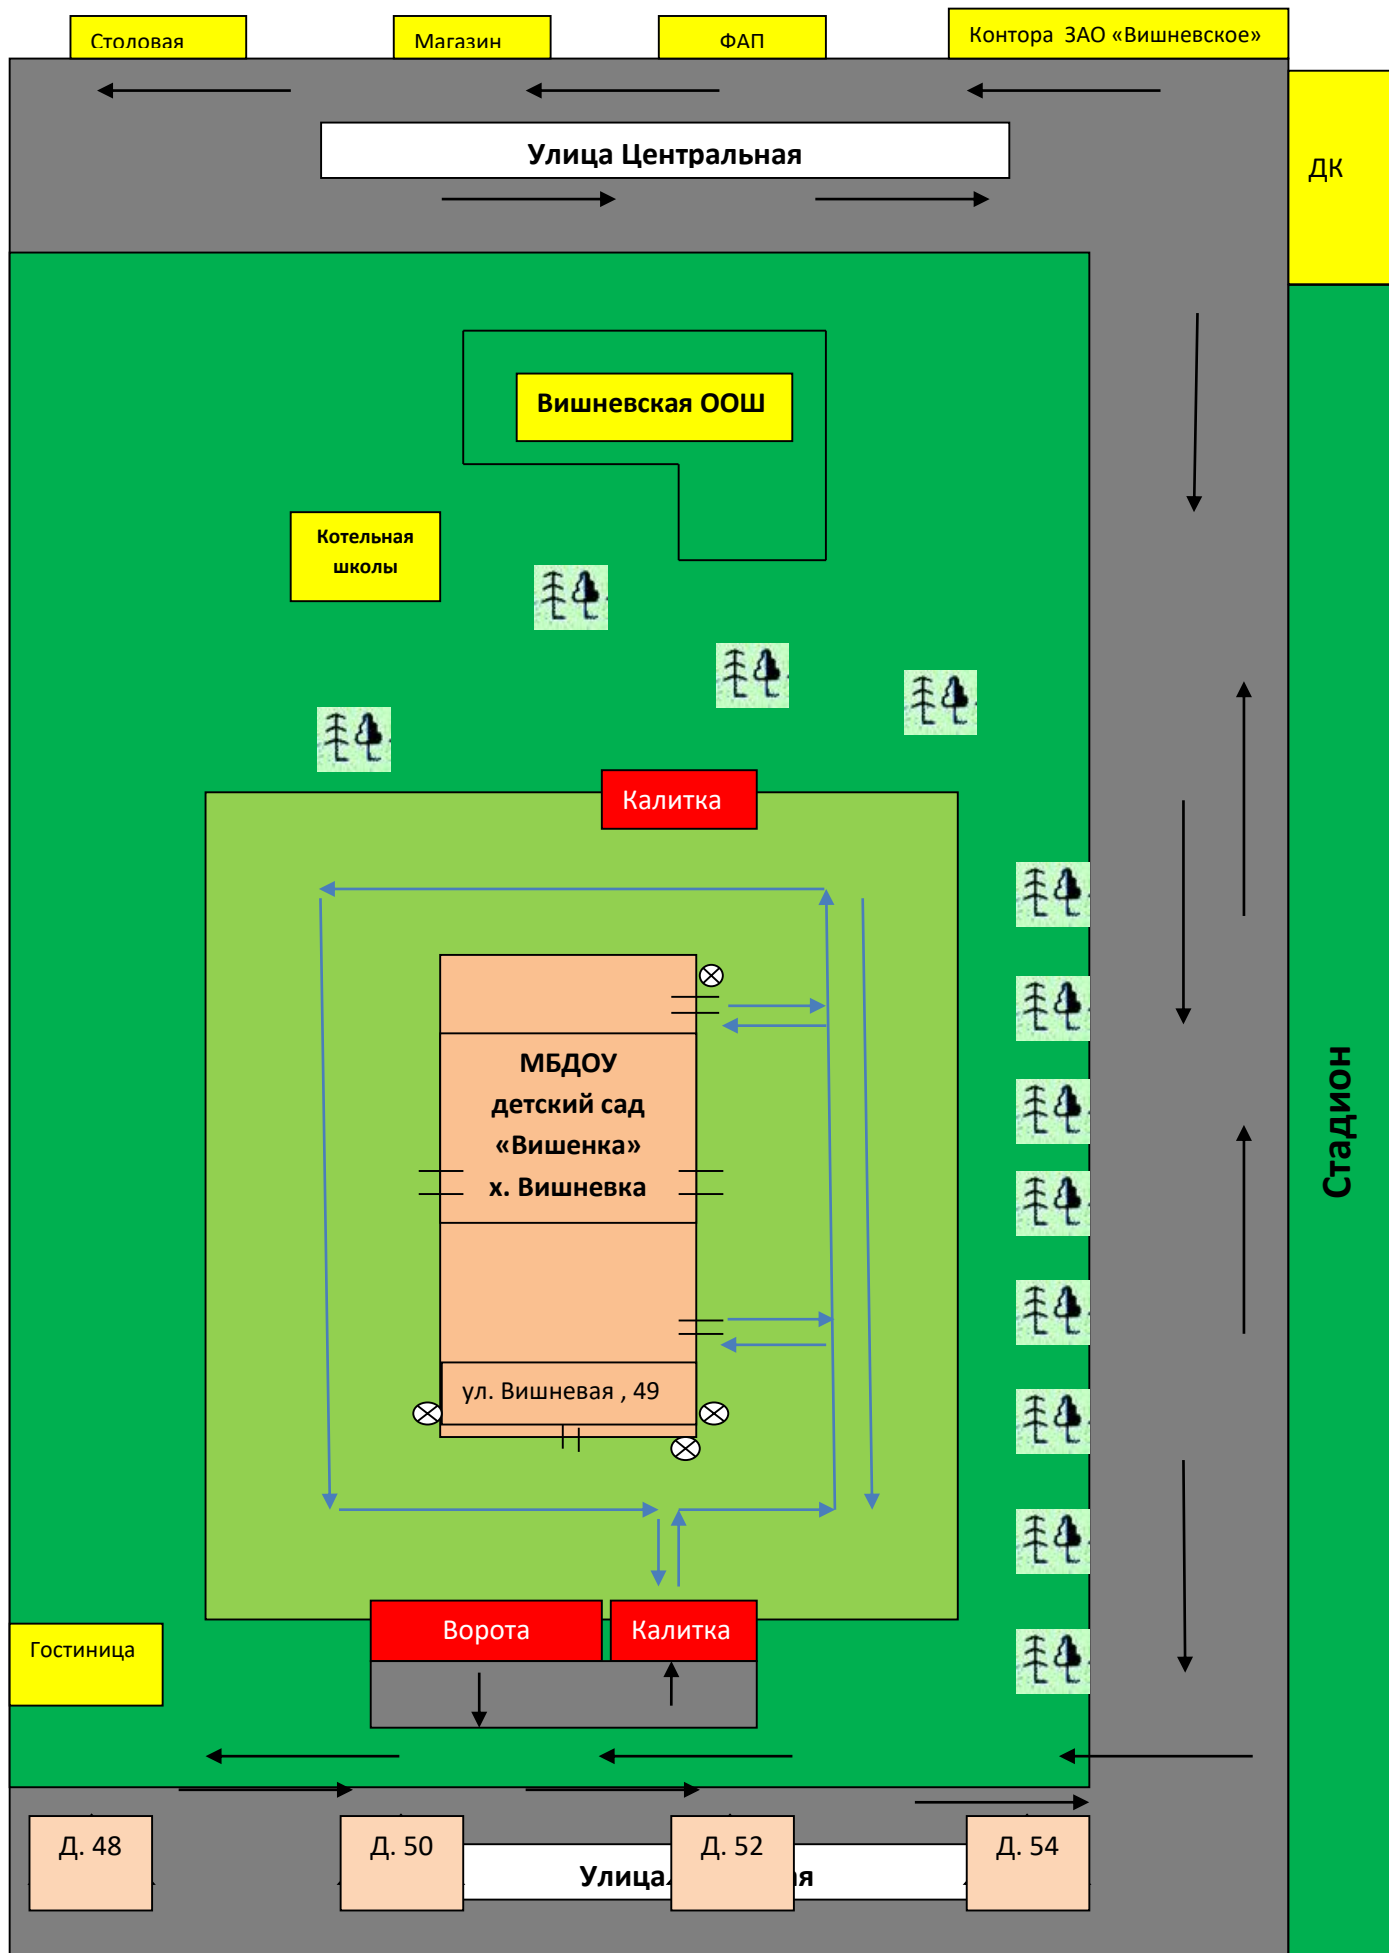 Столовая
Магазин
ФАП
Контора ЗАО «Вишневское»
Улица Центральная
ДК
Вишневская ООШ
Котельная
школы
Калитка
МБДОУ
детский сад
«Вишенка»
х. Вишневка
Стадион
ул. Вишневая , 49
Ворота
Калитка
Гостиница
Д. 48
Д. 50
Д. 52
Д. 54
Улица